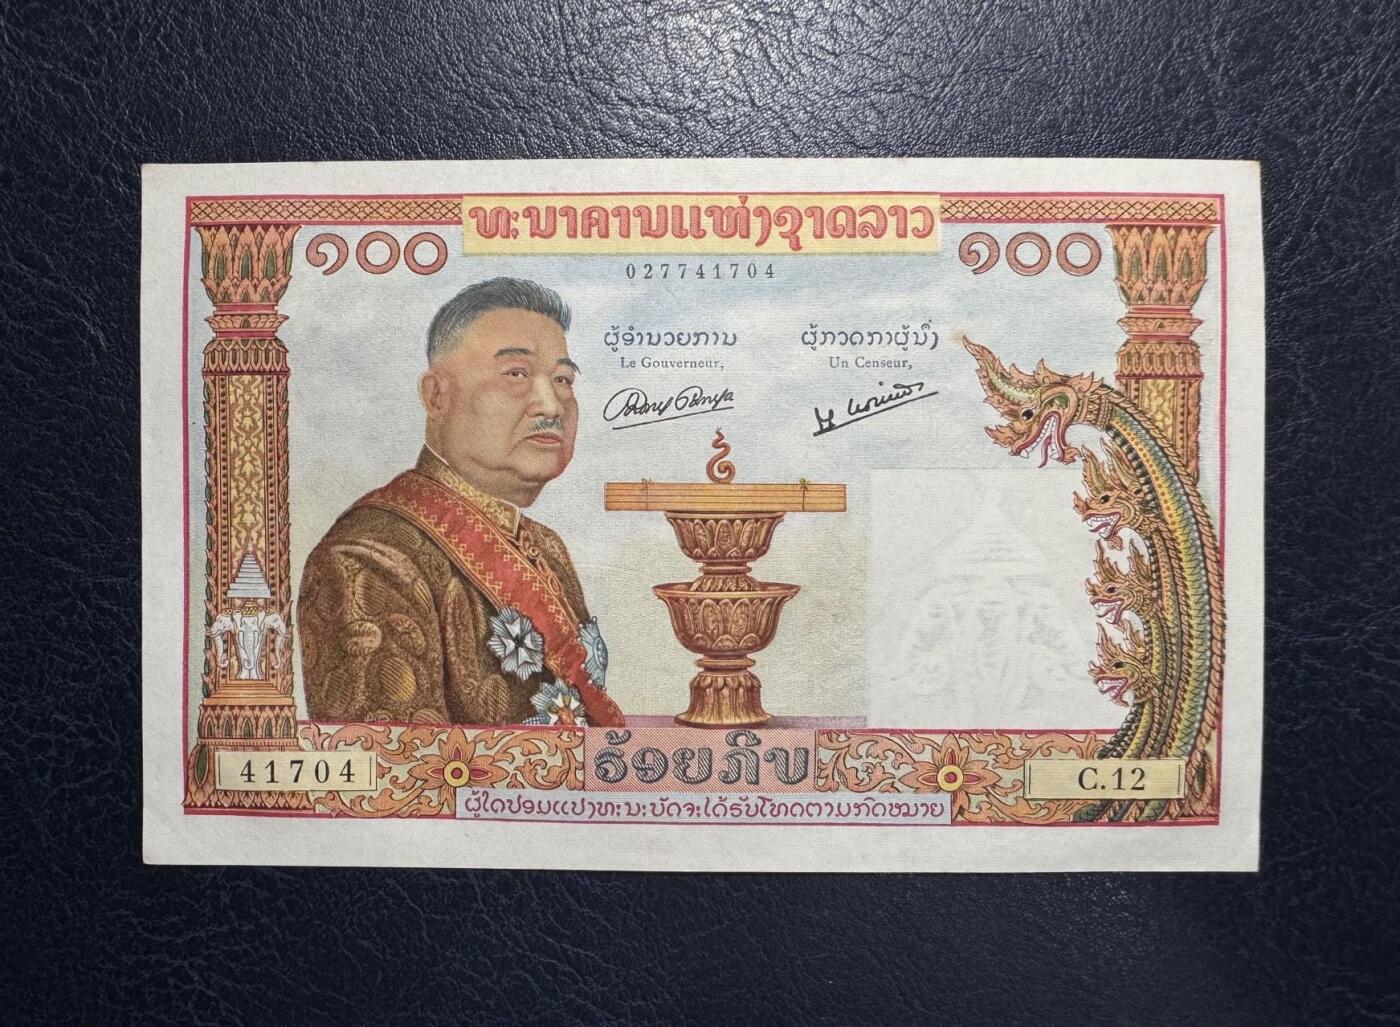 ທະນາຄານແຫ່ງຊາດລາວ
໑໐໐ ໑໐໐
027741704
ຜູ້ອຳນວຍການ ຜູ້ກວດກາຜູ້ນຶ່ງ
Le Gouverneur, Un Censeur,
ຮ້ອຍກີບ
41704 C.12
ຜູ້ໃດປອມແປງທະນະບັດຈະໄດ້ຮັບໂທດຕາມກົດໝາຍ